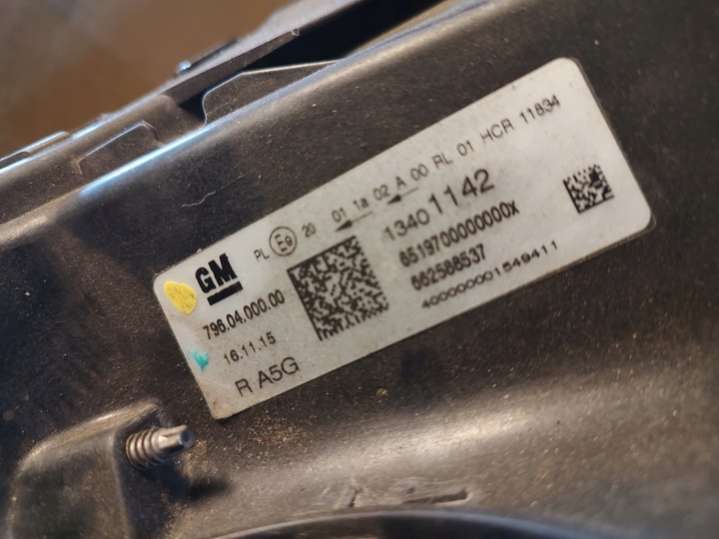 PL E9 20 01 1a 02 A 00 RL 01 HCR 11834
GM
13401142
6519700000000X
662588537
400000001549411
796.04.000.00
16.11.15
R A5G